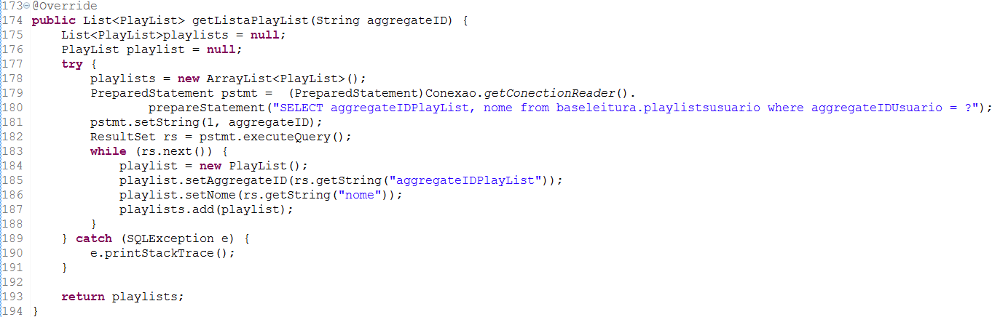 173 @Override
174 public List<PlayList> getListaPlayList(String aggregateID) {
175     List<PlayList>playlists = null;
176     PlayList playlist = null;
177     try {
178         playlists = new ArrayList<PlayList>();
179         PreparedStatement pstmt =  (PreparedStatement)Conexao.getConectionReader().
180                 prepareStatement("SELECT aggregateIDPlayList, nome from baseleitura.playlistsusuario where aggregateIDUsuario = ?");
181         pstmt.setString(1, aggregateID);
182         ResultSet rs = pstmt.executeQuery();
183         while (rs.next()) {
184             playlist = new PlayList();
185             playlist.setAggregateID(rs.getString("aggregateIDPlayList"));
186             playlist.setNome(rs.getString("nome"));
187             playlists.add(playlist);
188         }
189     } catch (SQLException e) {
190         e.printStackTrace();
191     }
192
193     return playlists;
194 }